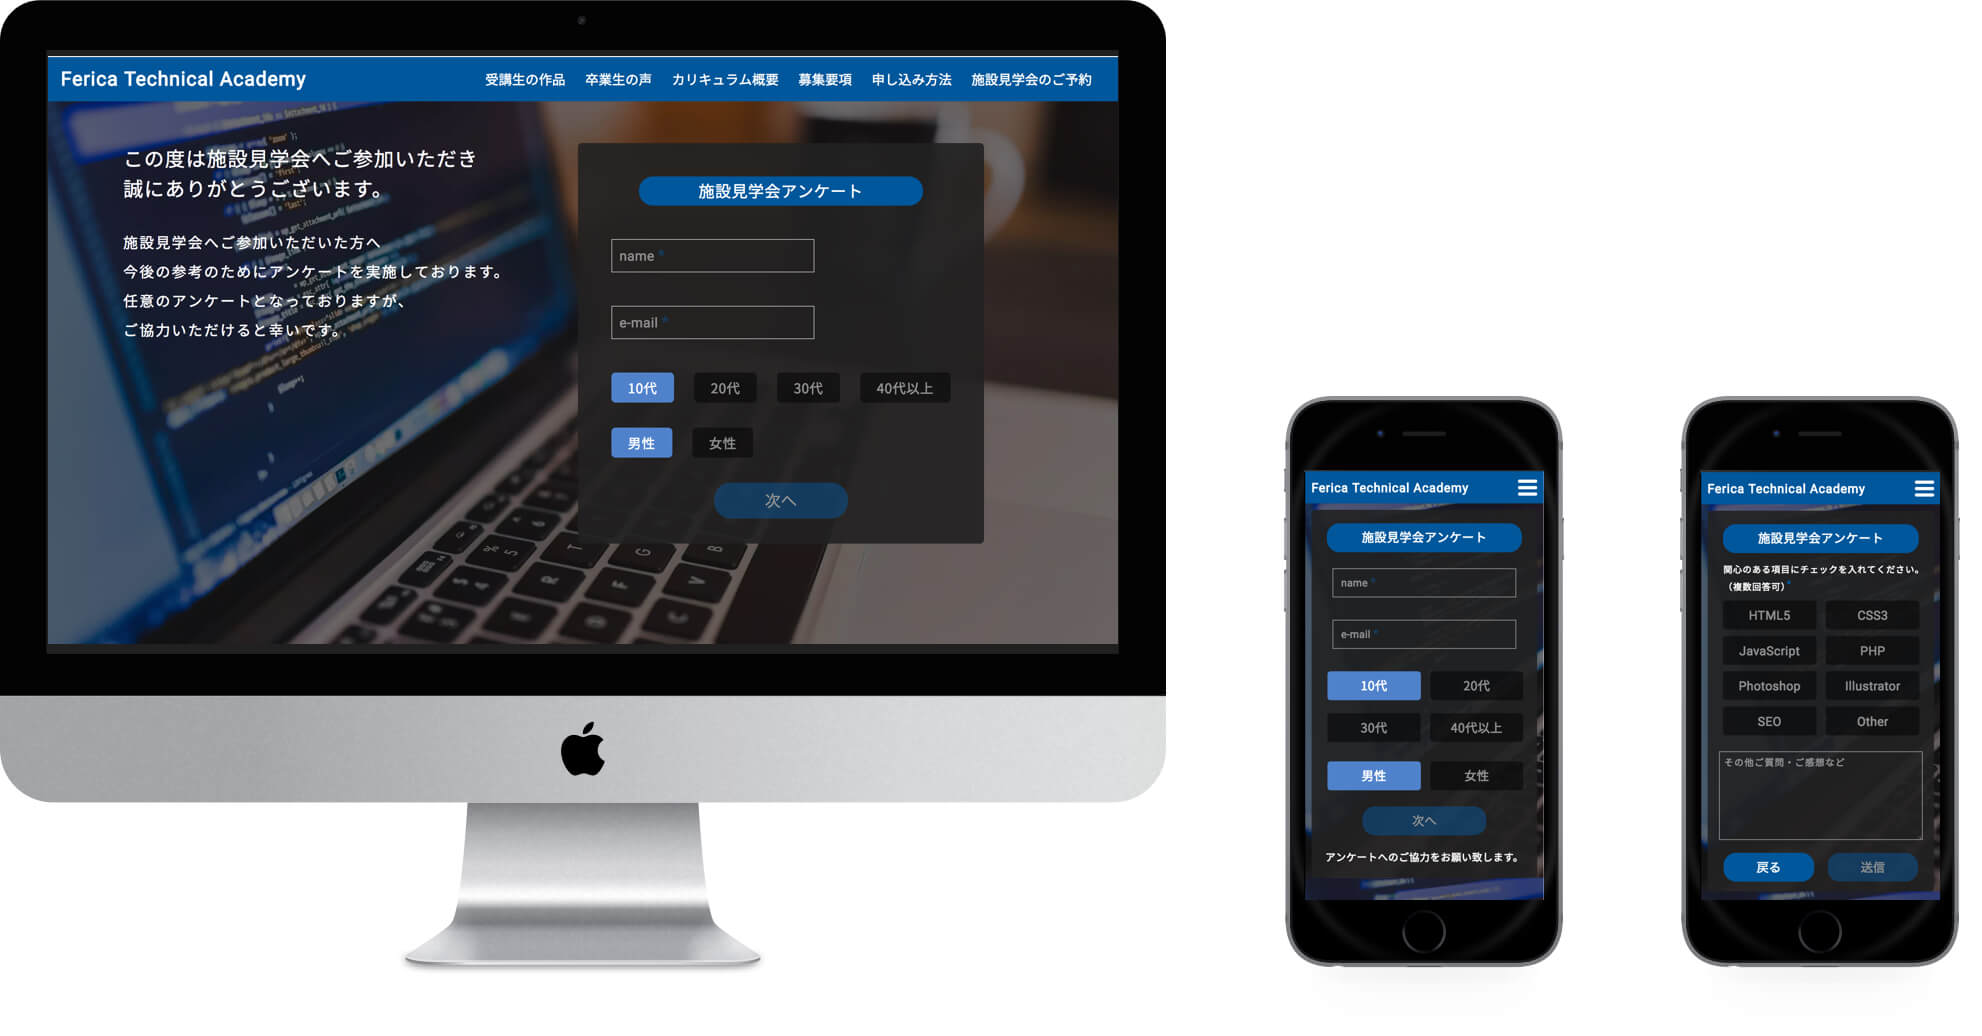 Ferica Technical Academy
受講生の作品 卒業生の声 カリキュラム概要 募集要項 申し込み方法 施設見学会のご予約
この度は施設見学会へご参加いただき
誠にありがとうございます。
施設見学会へご参加いただいた方へ
今後の参考のためにアンケートを実施しております。
任意のアンケートとなっておりますが、
ご協力いただけると幸いです。
施設見学会アンケート
name *
e-mail *
10代 20代 30代 40代以上
男性 女性
次へ
Ferica Technical Academy
施設見学会アンケート
name *
e-mail *
10代 20代
30代 40代以上
男性 女性
次へ
アンケートへのご協力をお願い致します。
Ferica Technical Academy
施設見学会アンケート
関心のある項目にチェックを入れてください。
（複数回答可）*
HTML5 CSS3
JavaScript PHP
Photoshop Illustrator
SEO Other
その他ご質問・ご感想など
戻る 送信